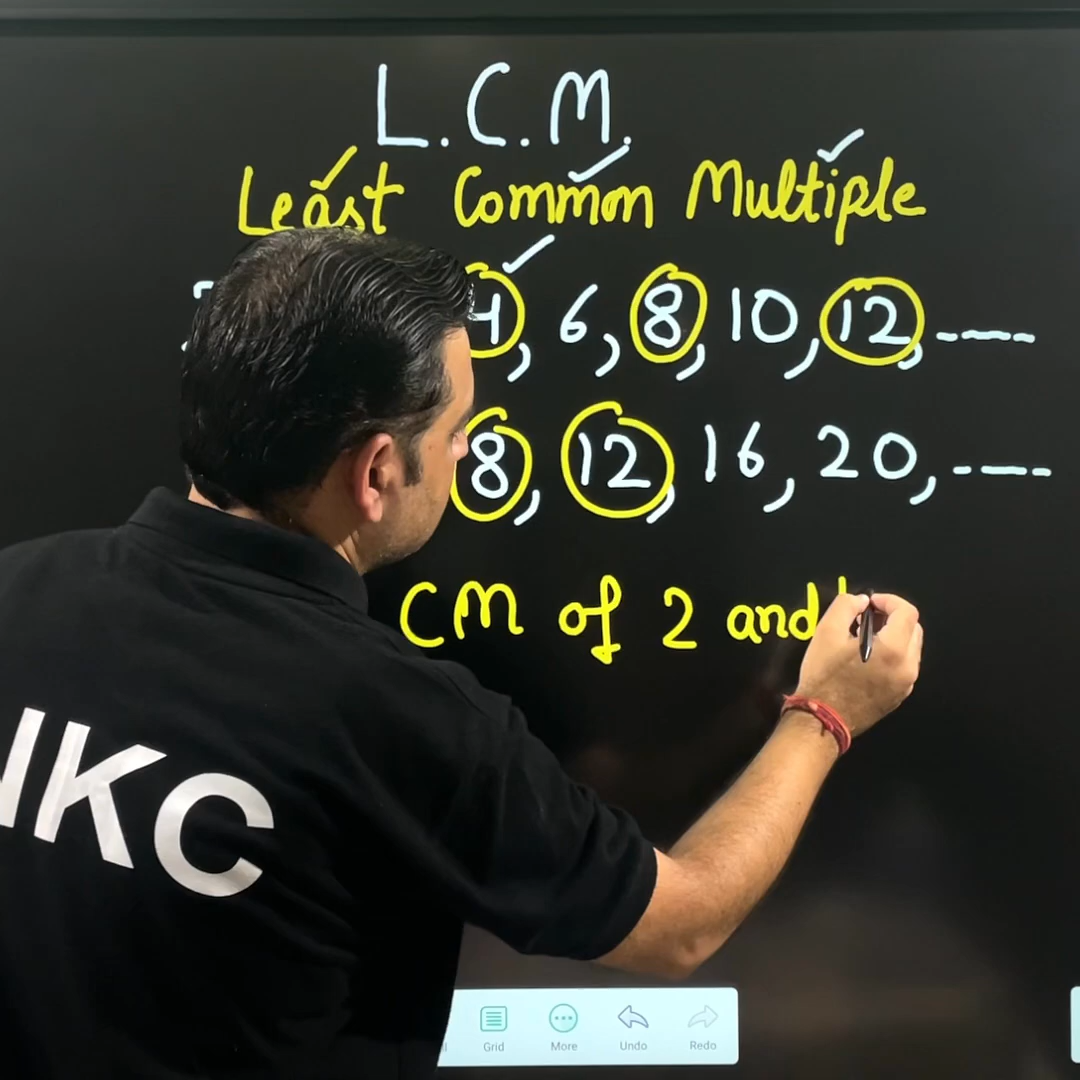 L.C.M.
Least Common Multiple
4, 6, 8, 10, 12, ----
8, 12, 16, 20, ----
CM of 2 and
KC
Grid More Undo Redo